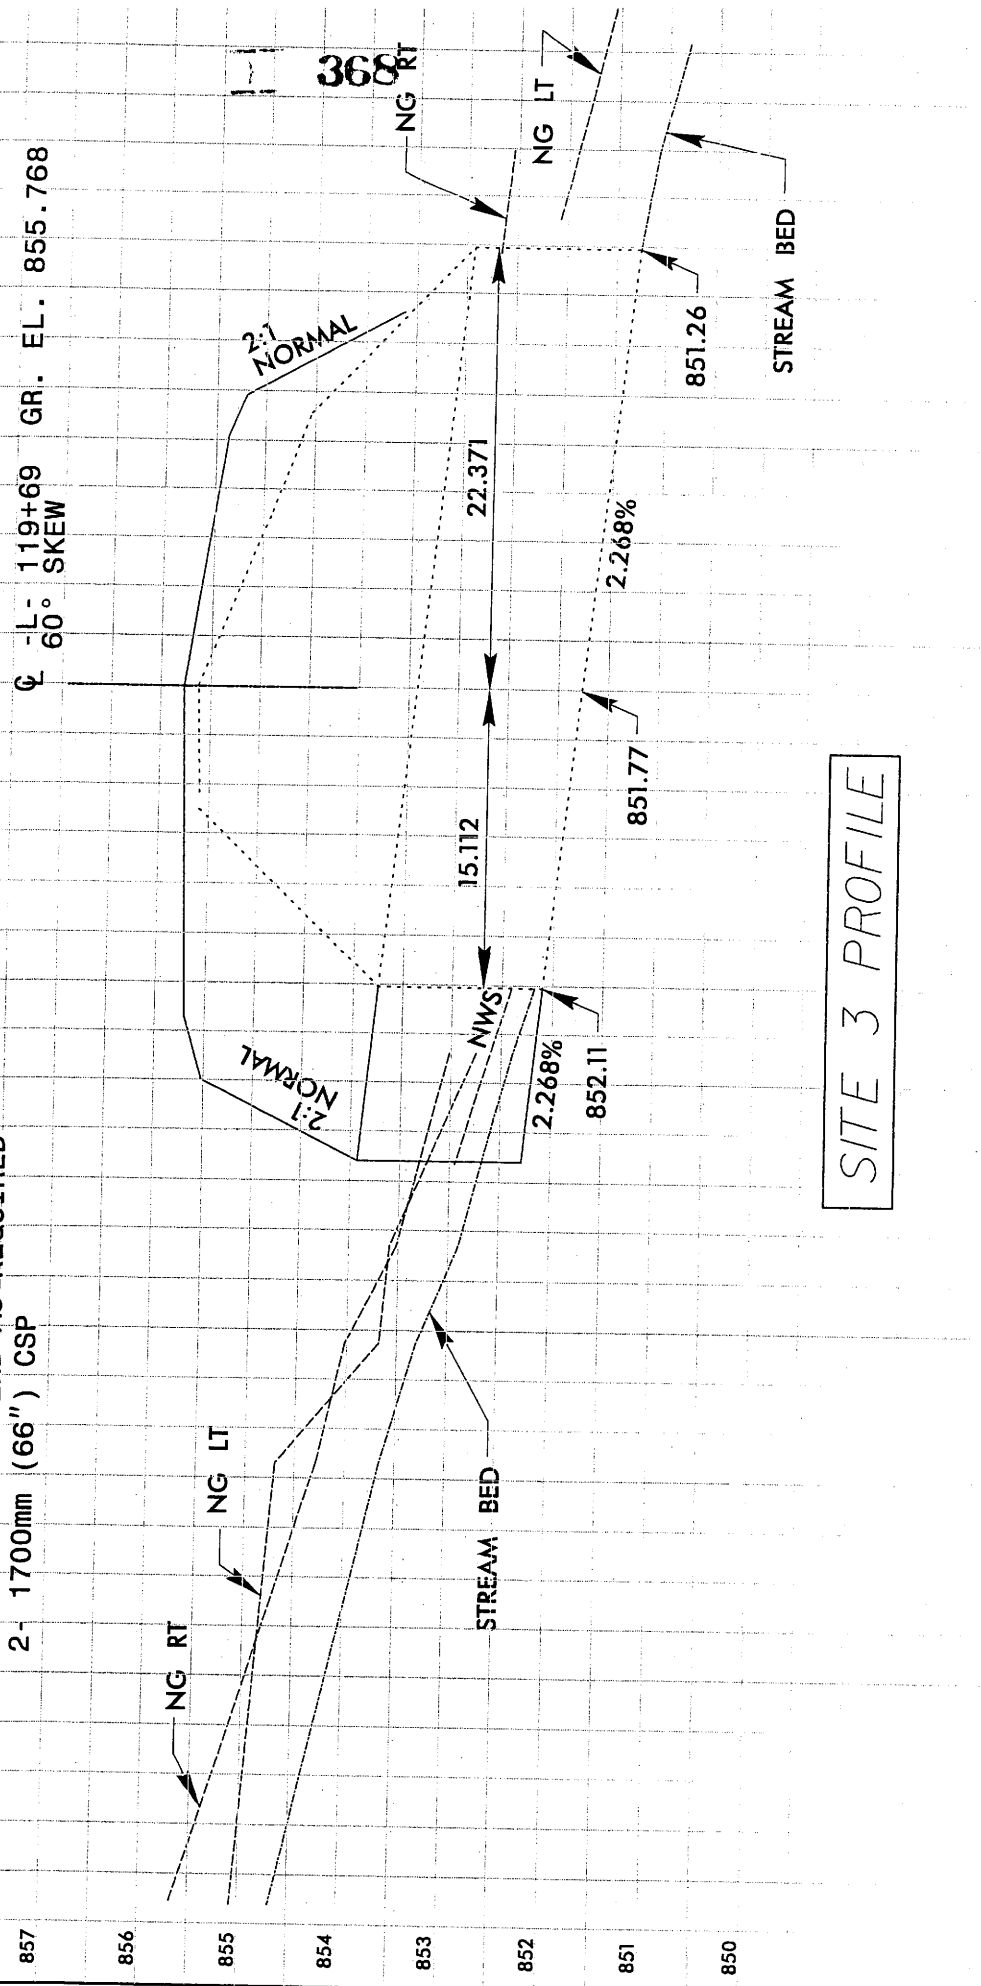 2- 1700mm (66") CSP
℄ -L- 119+69 GR. EL. 855.768
60° SKEW
368
NG RT
NG LT
2:1
NORMAL
2:1
NORMAL
NG RT
NG LT
22.371
15.112
NWS
2.268%
2.268%
STREAM BED
852.11
851.77
851.26
STREAM BED
857
856
855
854
853
852
851
850
SITE 3 PROFILE